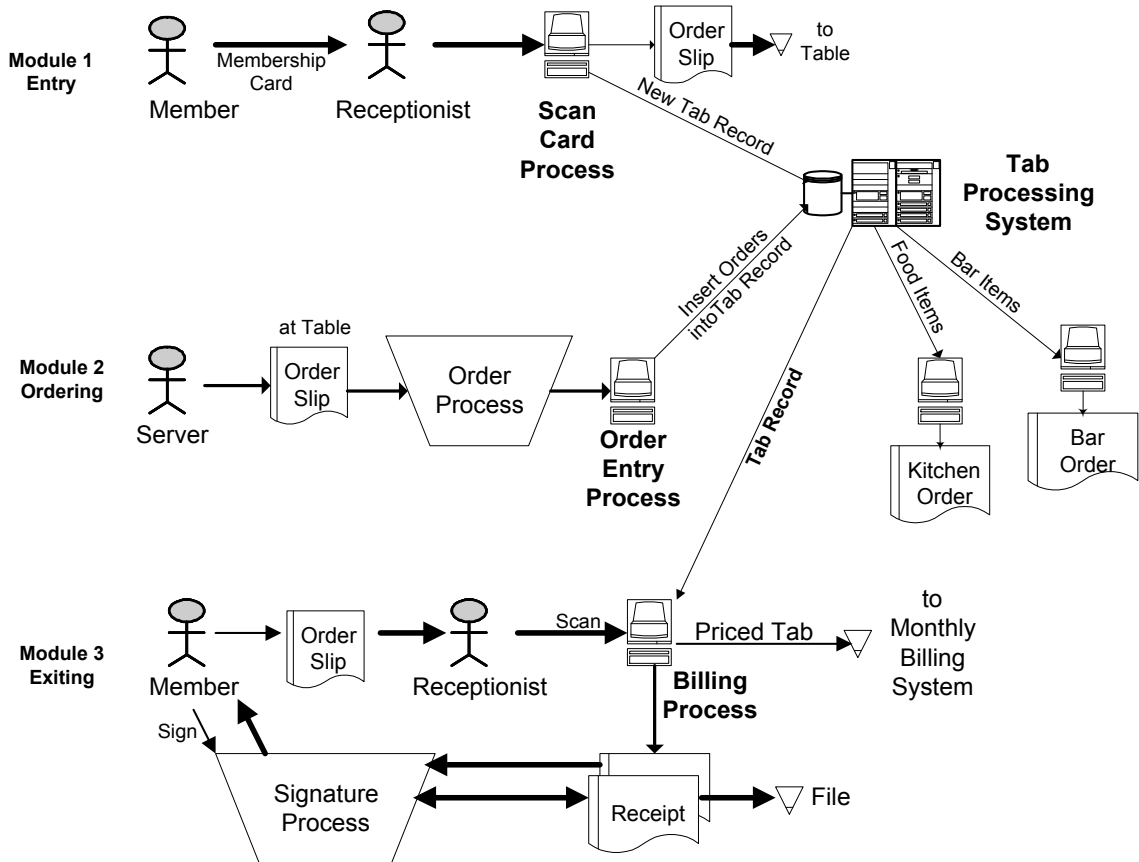 Module 1
Entry
Member
Membership
Card
Receptionist
Scan
Card
Process
Order
Slip
to
Table
New Tab Record
Tab
Processing
System
Insert Orders
intoTab Record
Food Items
Bar Items
Module 2
Ordering
Server
at Table
Order
Slip
Order
Process
Order
Entry
Process
Tab Record
Kitchen
Order
Bar
Order
Module 3
Exiting
Member
Order
Slip
Receptionist
Scan
Billing
Process
Priced Tab
to
Monthly
Billing
System
Sign
Signature
Process
Receipt
File